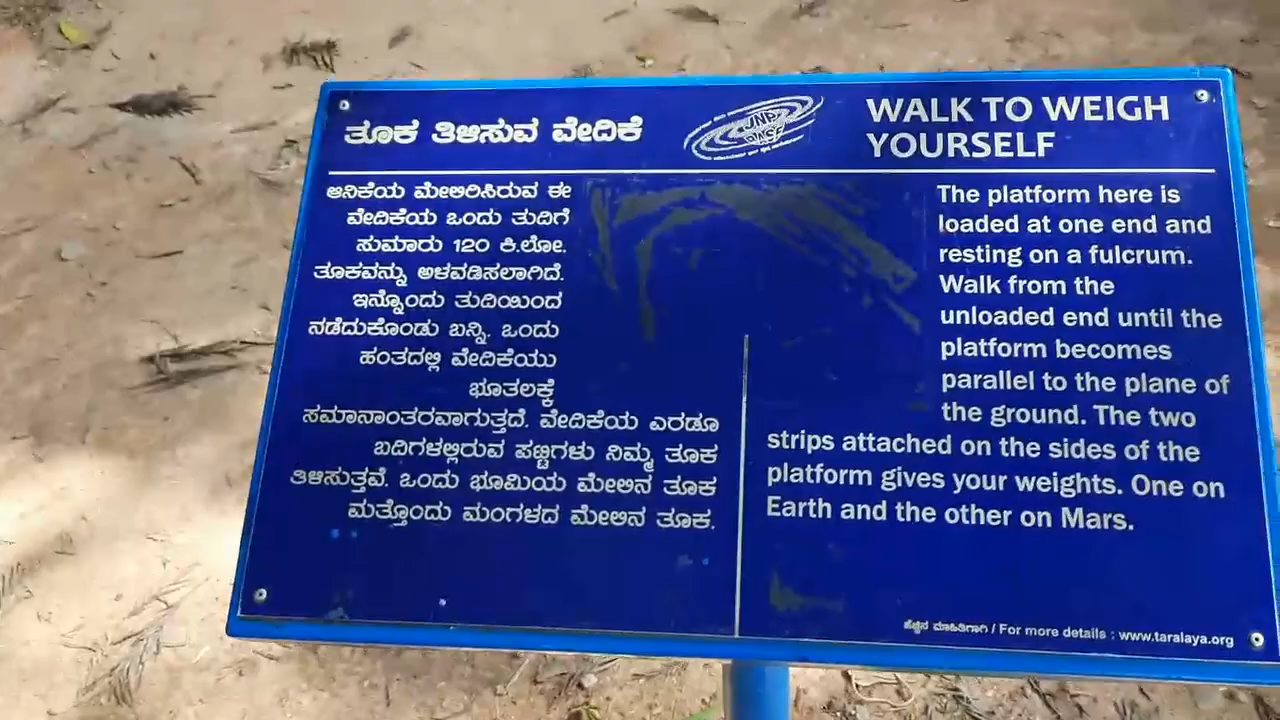 ತೂಕ ತಿಳಿಸುವ ವೇದಿಕೆ
ಆನಿಕೆಯ ಮೇಲಿರಿಸಿರುವ ಈ
ವೇದಿಕೆಯ ಒಂದು ತುದಿಗೆ
ಸುಮಾರು 120 ಕಿ.ಲೋ.
ತೂಕವನ್ನು ಅಳವಡಿಸಲಾಗಿದೆ.
ಇನ್ನೊಂದು ತುದಿಯಿಂದ
ನಡೆದುಕೊಂಡು ಬನ್ನಿ. ಒಂದು
ಹಂತದಲ್ಲಿ ವೇದಿಕೆಯು
ಭೂತಲಕ್ಕೆ
ಸಮಾನಾಂತರವಾಗುತ್ತದೆ. ವೇದಿಕೆಯ ಎರಡೂ
ಬದಿಗಳಲ್ಲಿರುವ ಪಟ್ಟಿಗಳು ನಿಮ್ಮ ತೂಕ
ತಿಳಿಸುತ್ತವೆ. ಒಂದು ಭೂಮಿಯ ಮೇಲಿನ ತೂಕ
ಮತ್ತೊಂದು ಮಂಗಳದ ಮೇಲಿನ ತೂಕ.
JNP
BASE
WALK TO WEIGH
YOURSELF
The platform here is
loaded at one end and
resting on a fulcrum.
Walk from the
unloaded end until the
platform becomes
parallel to the plane of
the ground. The two
strips attached on the sides of the
platform gives your weights. One on
Earth and the other on Mars.
ಹೆಚ್ಚಿನ ಮಾಹಿತಿಗಾಗಿ / For more details : www.taralaya.org